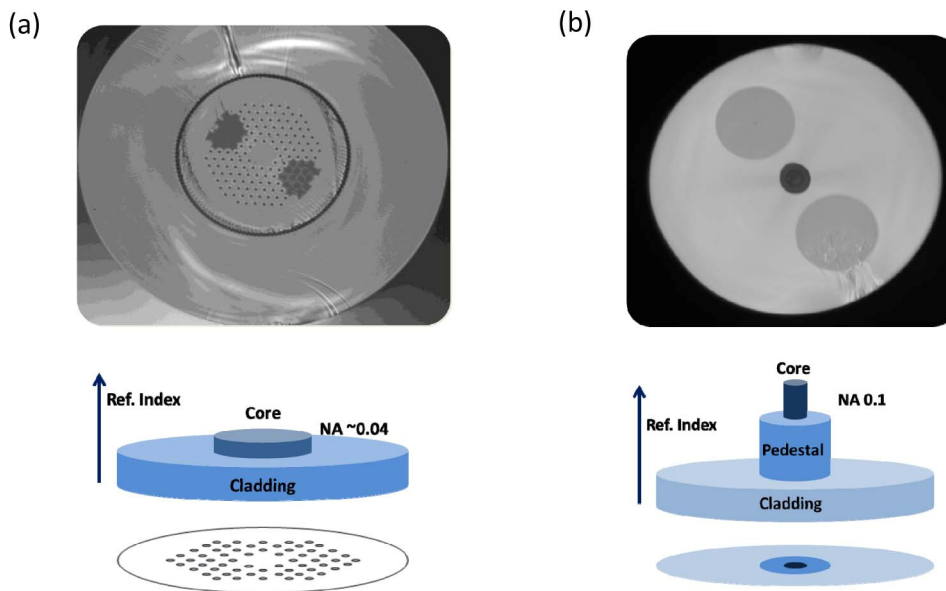 (a)
(b)
Ref. Index
Core
NA ~0.04
Cladding
Core
NA 0.1
Ref. Index
Pedestal
Cladding